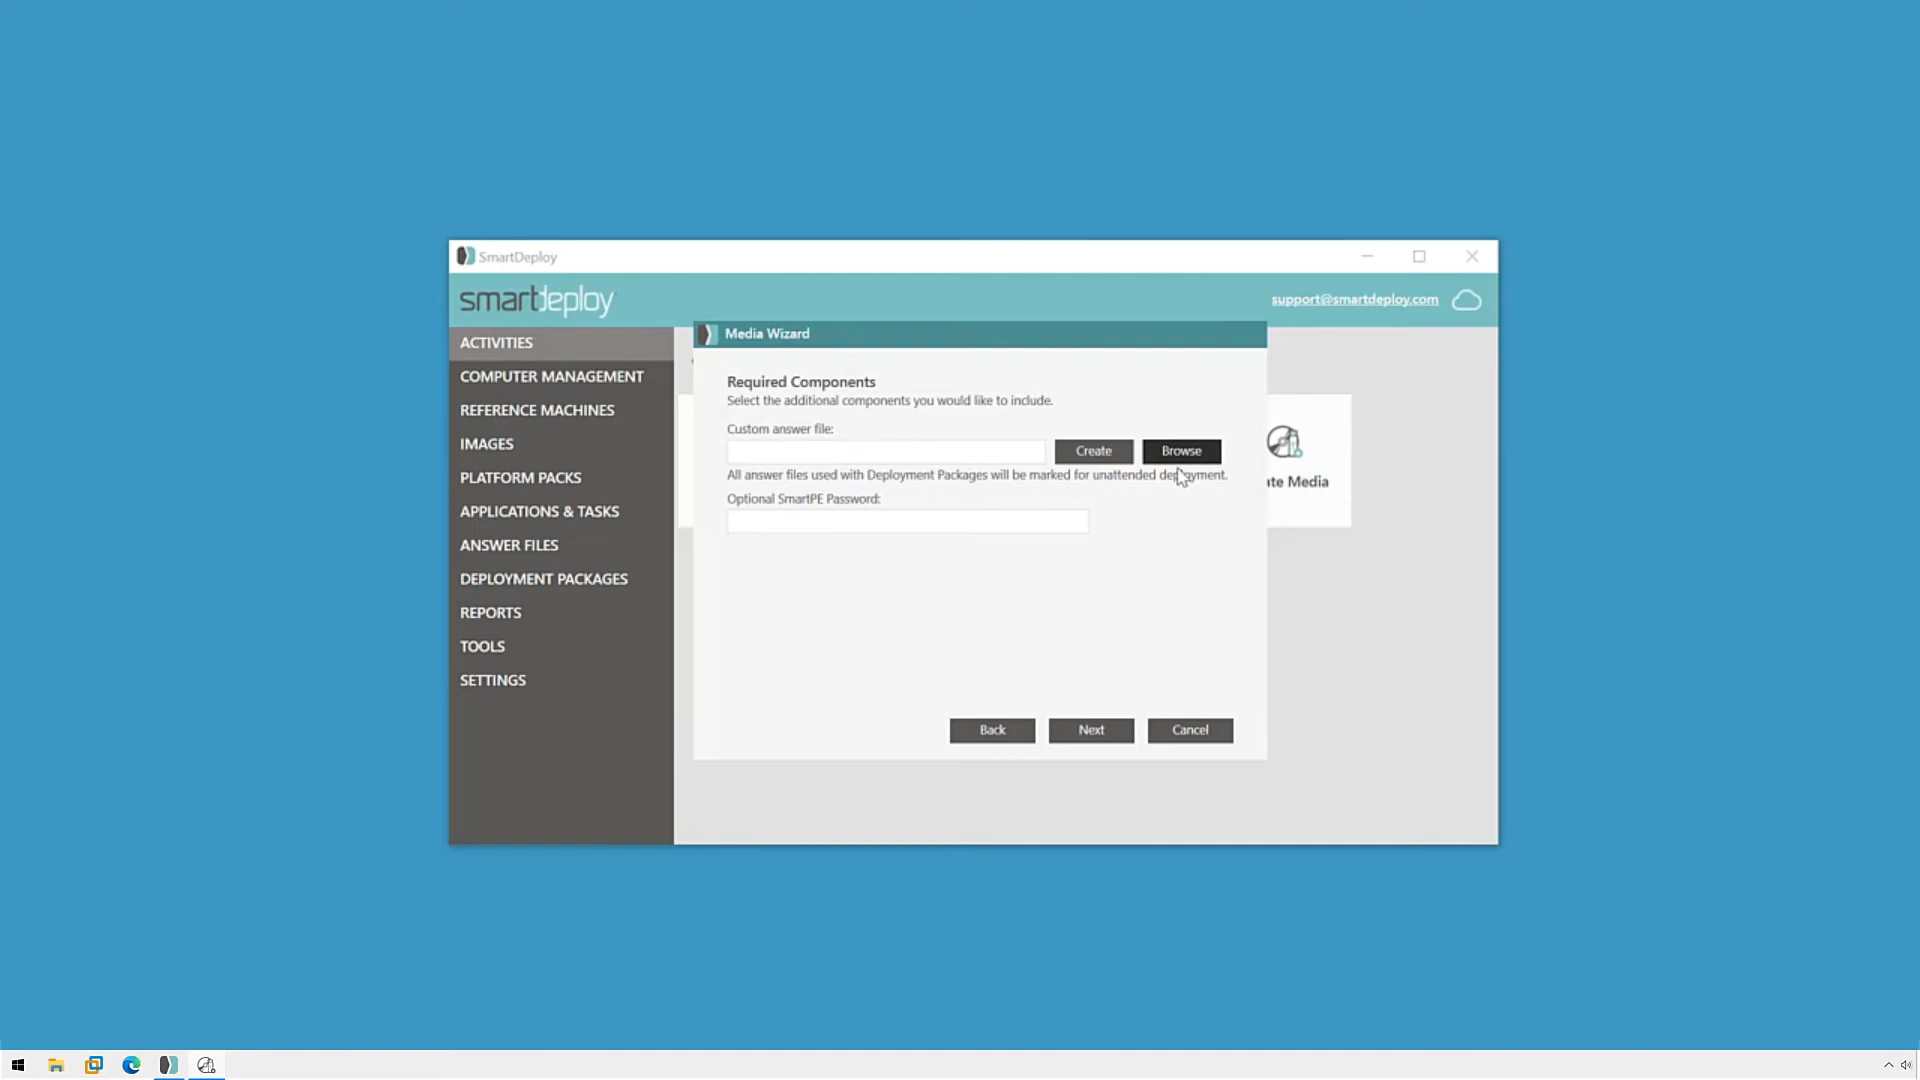 SmartDeploy
smartdeploy
support@smartdeploy.com
ACTIVITIES
COMPUTER MANAGEMENT
REFERENCE MACHINES
IMAGES
PLATFORM PACKS
APPLICATIONS & TASKS
ANSWER FILES
DEPLOYMENT PACKAGES
REPORTS
TOOLS
SETTINGS
Media Wizard
Required Components
Select the additional components you would like to include.
Custom answer file:
Create
Browse
All answer files used with Deployment Packages will be marked for unattended deployment.
Optional SmartPE Password:
ate Media
Back
Next
Cancel